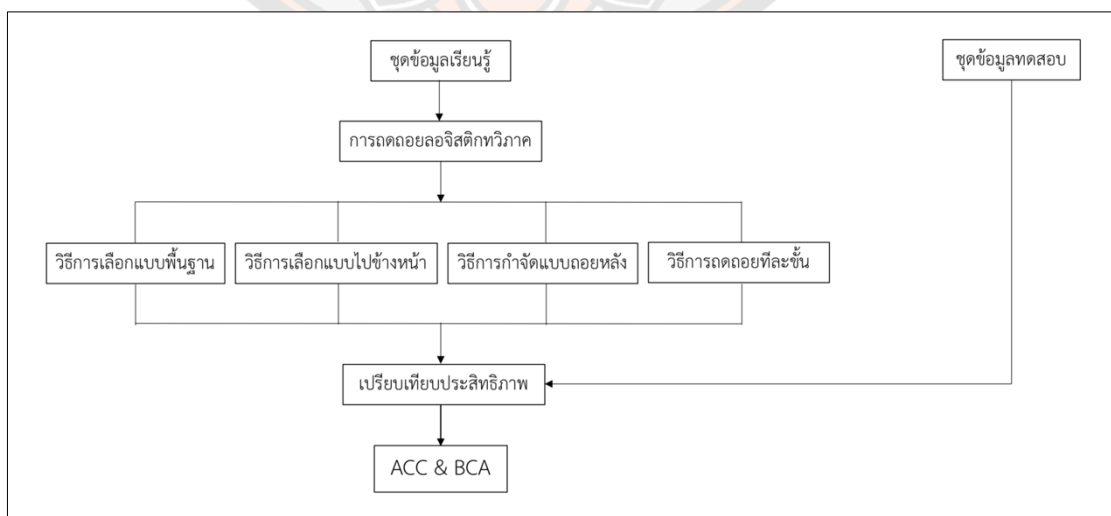 ชุดข้อมูลเรียนรู้
ชุดข้อมูลทดสอบ
การถดถอยลอจิสติกทวิภาค
วิธีการเลือกแบบพื้นฐาน
วิธีการเลือกแบบไปข้างหน้า
วิธีการกำจัดแบบถอยหลัง
วิธีการถดถอยทีละขั้น
เปรียบเทียบประสิทธิภาพ
ACC & BCA